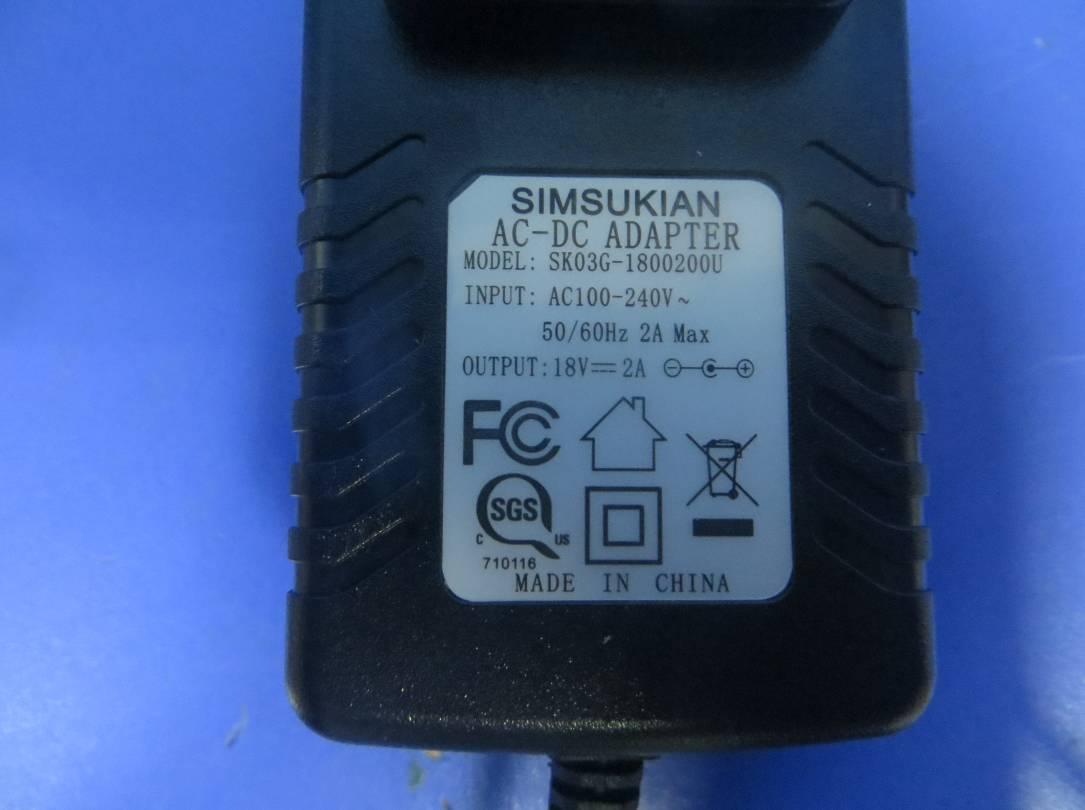 SIMSUKIAN
AC-DC ADAPTER
MODEL: SK03G-1800200U
INPUT: AC100-240V~
50/60Hz 2A Max
OUTPUT:18V⎓2A
FCC
SGS
C US
710116
MADE IN CHINA